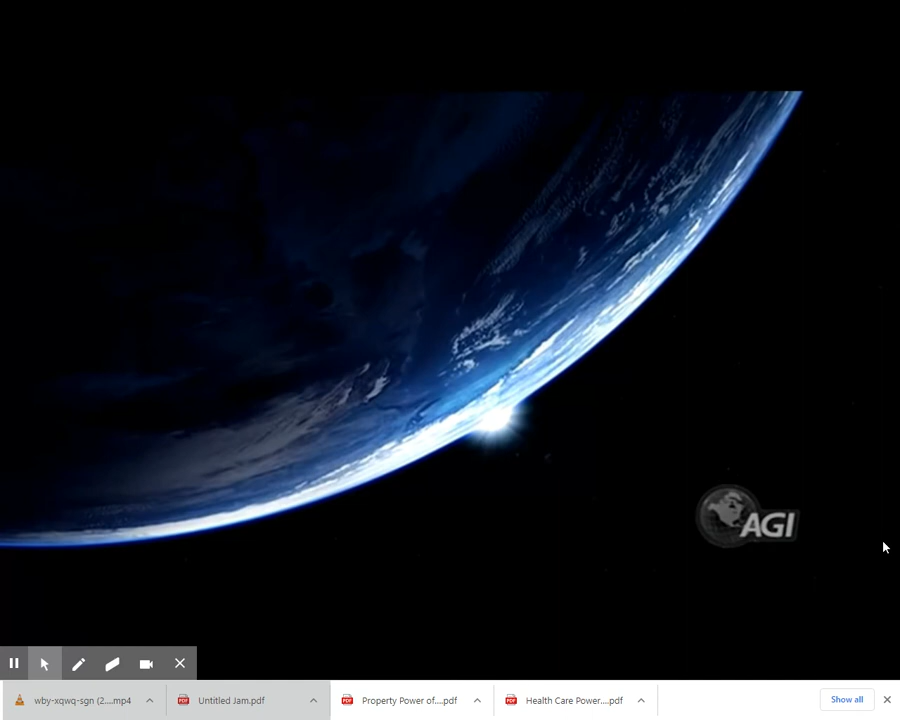 AGI
wby-xqwq-sgn (2....mp4
Untitled Jam.pdf
Property Power of....pdf
Health Care Power....pdf
Show all